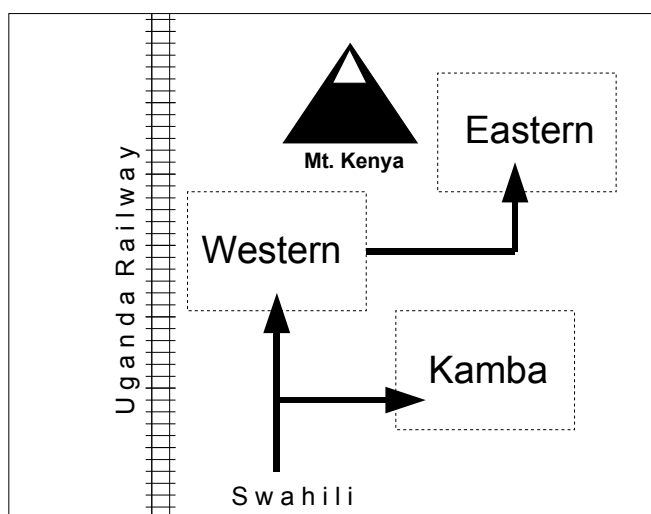 Eastern
Mt. Kenya
Uganda Railway
Western
Kamba
Swahili